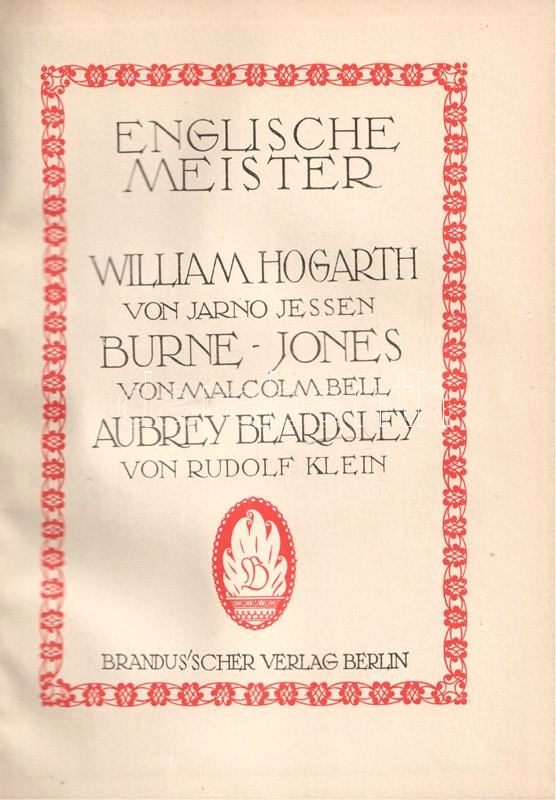 ENGLISCHE
MEISTER
WILLIAM HOGARTH
VON JARNO JESSEN
BURNE-JONES
VON MALCOLM BELL
AUBREY BEARDSLEY
VON RUDOLF KLEIN
B
BRANDUS'SCHER VERLAG BERLIN